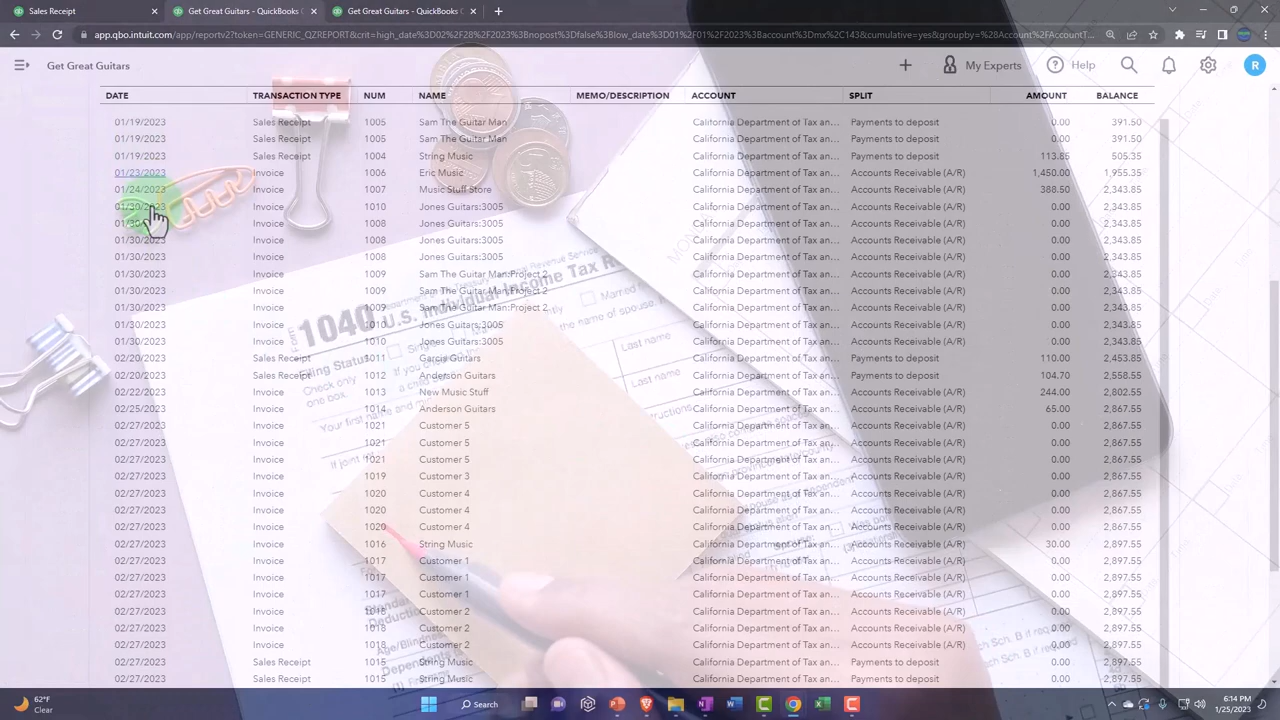 Sales Receipt Get Great Guitars - QuickBooks Get Great Guitars - QuickBooks
app.qbo.intuit.com/app/reportv2?token=GENERIC_QZREPORT&crit=high_date%3D02%2F28%2F2023%3Bnopost%3Dfalse%3Blow_date%3D01%2F01%2F2023%3Baccount%3Dmx%2C143&cumulative=yes&groupby=%28Account%2FAccountT...
Get Great Guitars My Experts Help R
DATE TRANSACTION TYPE NUM NAME MEMO/DESCRIPTION ACCOUNT SPLIT AMOUNT BALANCE
01/19/2023 Sales Receipt 1005 Sam The Guitar Man California Department of Tax an... Payments to deposit 0.00 391.50
01/19/2023 Sales Receipt 1005 Sam The Guitar Man California Department of Tax an... Payments to deposit 0.00 391.50
01/19/2023 Sales Receipt 1004 String Music California Department of Tax an... Payments to deposit 113.85 505.35
01/23/2023 Invoice 1006 Eric Music California Department of Tax an... Accounts Receivable (A/R) 1,450.00 1,955.35
01/24/2023 Invoice 1007 Music Stuff Store California Department of Tax an... Accounts Receivable (A/R) 388.50 2,343.85
01/30/2023 Invoice 1010 Jones Guitars:3005 California Department of Tax an... Accounts Receivable (A/R) 0.00 2,343.85
01/30/2023 Invoice 1008 Jones Guitars:3005 California Department of Tax an... Accounts Receivable (A/R) 0.00 2,343.85
01/30/2023 Invoice 1008 Jones Guitars:3005 California Department of Tax an... Accounts Receivable (A/R) 0.00 2,343.85
01/30/2023 Invoice 1008 Jones Guitars:3005 California Department of Tax an... Accounts Receivable (A/R) 0.00 2,343.85
01/30/2023 Invoice 1009 Sam The Guitar Man:Project 2 California Department of Tax an... Accounts Receivable (A/R) 0.00 2,343.85
01/30/2023 Invoice 1009 Sam The Guitar Man:Project 2 California Department of Tax an... Accounts Receivable (A/R) 0.00 2,343.85
01/30/2023 Invoice 1009 Sam The Guitar Man:Project 2 California Department of Tax an... Accounts Receivable (A/R) 0.00 2,343.85
01/30/2023 Invoice 1010 Jones Guitars:3005 California Department of Tax an... Accounts Receivable (A/R) 0.00 2,343.85
01/30/2023 Invoice 1010 Jones Guitars:3005 California Department of Tax an... Accounts Receivable (A/R) 0.00 2,343.85
02/20/2023 Sales Receipt 1011 Garcia Guitars California Department of Tax an... Payments to deposit 110.00 2,453.85
02/20/2023 Sales Receipt 1012 Anderson Guitars California Department of Tax an... Payments to deposit 104.70 2,558.55
02/22/2023 Invoice 1013 New Music Stuff California Department of Tax an... Accounts Receivable (A/R) 244.00 2,802.55
02/25/2023 Invoice 1014 Anderson Guitars California Department of Tax an... Accounts Receivable (A/R) 65.00 2,867.55
02/27/2023 Invoice 1021 Customer 5 California Department of Tax an... Accounts Receivable (A/R) 0.00 2,867.55
02/27/2023 Invoice 1021 Customer 5 California Department of Tax an... Accounts Receivable (A/R) 0.00 2,867.55
02/27/2023 Invoice 1021 Customer 5 California Department of Tax an... Accounts Receivable (A/R) 0.00 2,867.55
02/27/2023 Invoice 1019 Customer 3 California Department of Tax an... Accounts Receivable (A/R) 0.00 2,867.55
02/27/2023 Invoice 1020 Customer 4 California Department of Tax an... Accounts Receivable (A/R) 0.00 2,867.55
02/27/2023 Invoice 1020 Customer 4 California Department of Tax an... Accounts Receivable (A/R) 0.00 2,867.55
02/27/2023 Invoice 1020 Customer 4 California Department of Tax an... Accounts Receivable (A/R) 0.00 2,867.55
02/27/2023 Invoice 1016 String Music California Department of Tax an... Accounts Receivable (A/R) 30.00 2,897.55
02/27/2023 Invoice 1017 Customer 1 California Department of Tax an... Accounts Receivable (A/R) 0.00 2,897.55
02/27/2023 Invoice 1017 Customer 1 California Department of Tax an... Accounts Receivable (A/R) 0.00 2,897.55
02/27/2023 Invoice 1017 Customer 1 California Department of Tax an... Accounts Receivable (A/R) 0.00 2,897.55
02/27/2023 Invoice 1018 Customer 2 California Department of Tax an... Accounts Receivable (A/R) 0.00 2,897.55
02/27/2023 Invoice 1018 Customer 2 California Department of Tax an... Accounts Receivable (A/R) 0.00 2,897.55
02/27/2023 Invoice 1018 Customer 2 California Department of Tax an... Accounts Receivable (A/R) 0.00 2,897.55
02/27/2023 Sales Receipt 1015 String Music California Department of Tax an... Payments to deposit 0.00 2,897.55
02/27/2023 Sales Receipt 1015 String Music California Department of Tax an... Payments to deposit 0.00 2,897.55
Form 1040 U.S. Individual Income Tax
Filing Status
Check only
one box.
Married
Last name
Last name
62°F
Clear
Search
6:14 PM
1/25/2023